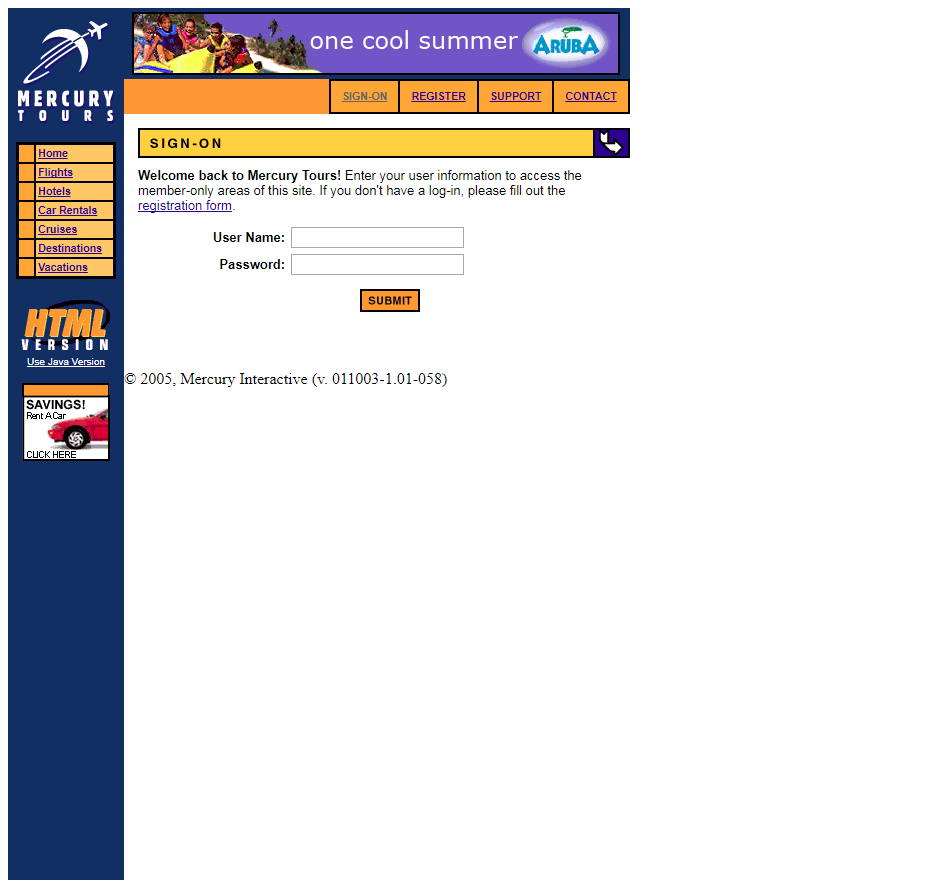 MERCURY
TOURS
one cool summer
ARUBA
SIGN-ON
REGISTER
SUPPORT
CONTACT
Home
Flights
Hotels
Car Rentals
Cruises
Destinations
Vacations
HTML
VERSION
Use Java Version
SAVINGS!
Rent A Car
CLICK HERE
SIGN-ON
Welcome back to Mercury Tours! Enter your user information to access the
member-only areas of this site. If you don't have a log-in, please fill out the
registration form.
User Name:
Password:
SUBMIT
© 2005, Mercury Interactive (v. 011003-1.01-058)